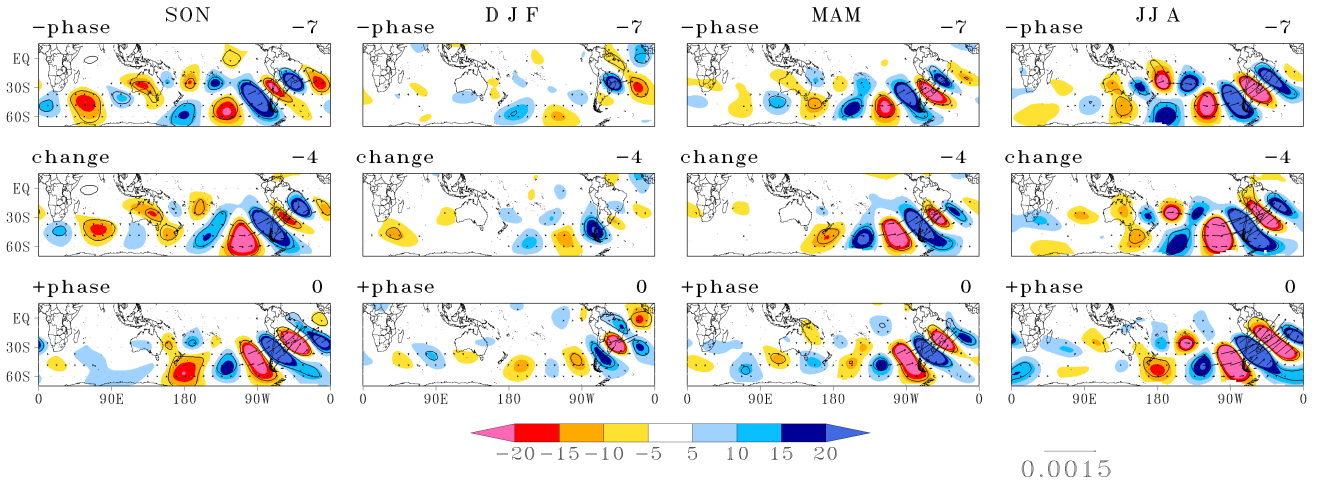 SON DJF MAM JJA
−phase −7 −phase −7 −phase −7 −phase −7
EQ
30S
60S
change −4 change −4 change −4 change −4
EQ
30S
60S
+phase 0 +phase 0 +phase 0 +phase 0
EQ
30S
60S
0 90E 180 90W 0 0 90E 180 90W 0 0 90E 180 90W 0 0 90E 180 90W 0
−20 −15 −10 −5 5 10 15 20
0.0015